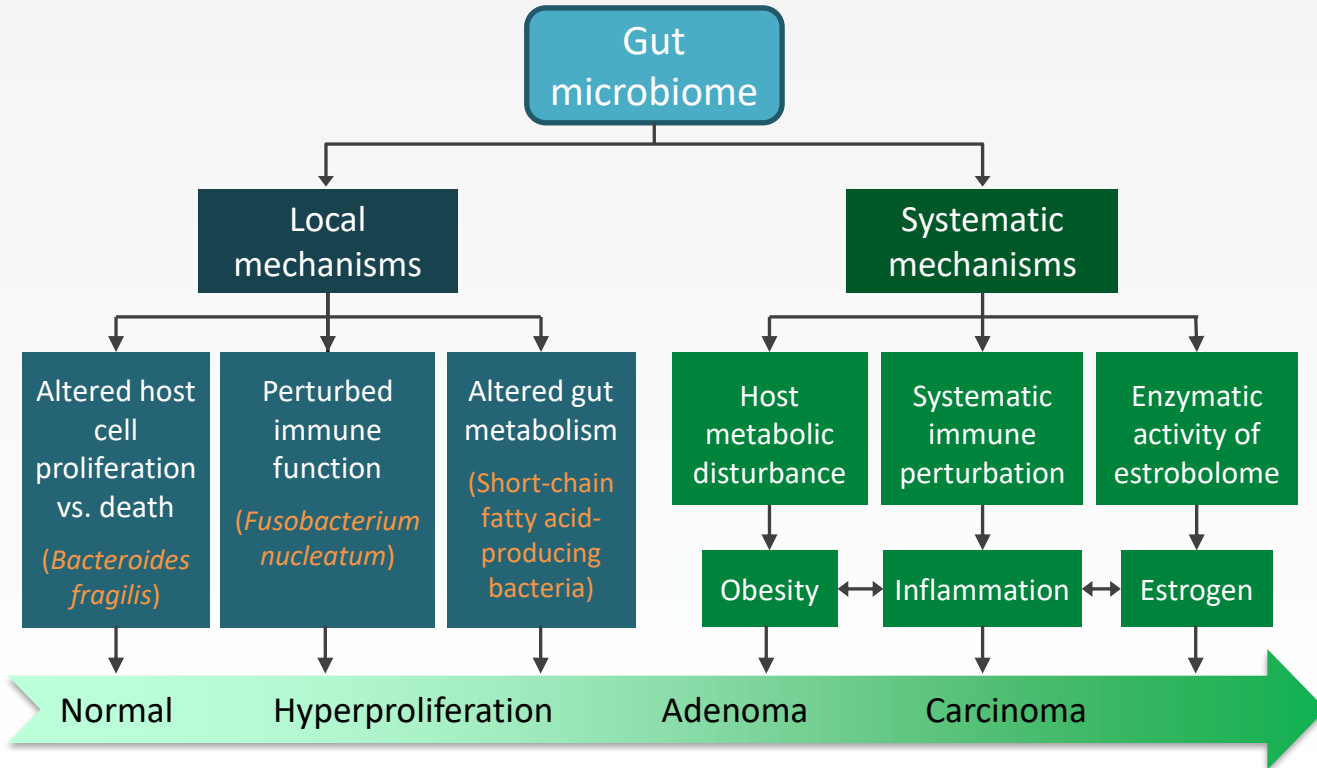 Gut
microbiome
Local
mechanisms
Systematic
mechanisms
Altered host
cell
proliferation
vs. death
(Bacteroides
fragilis)
Perturbed
immune
function
(Fusobacterium
nucleatum)
Altered gut
metabolism
(Short-chain
fatty acid-
producing
bacteria)
Host
metabolic
disturbance
Systematic
immune
perturbation
Enzymatic
activity of
estrobolome
Obesity
Inflammation
Estrogen
Normal
Hyperproliferation
Adenoma
Carcinoma